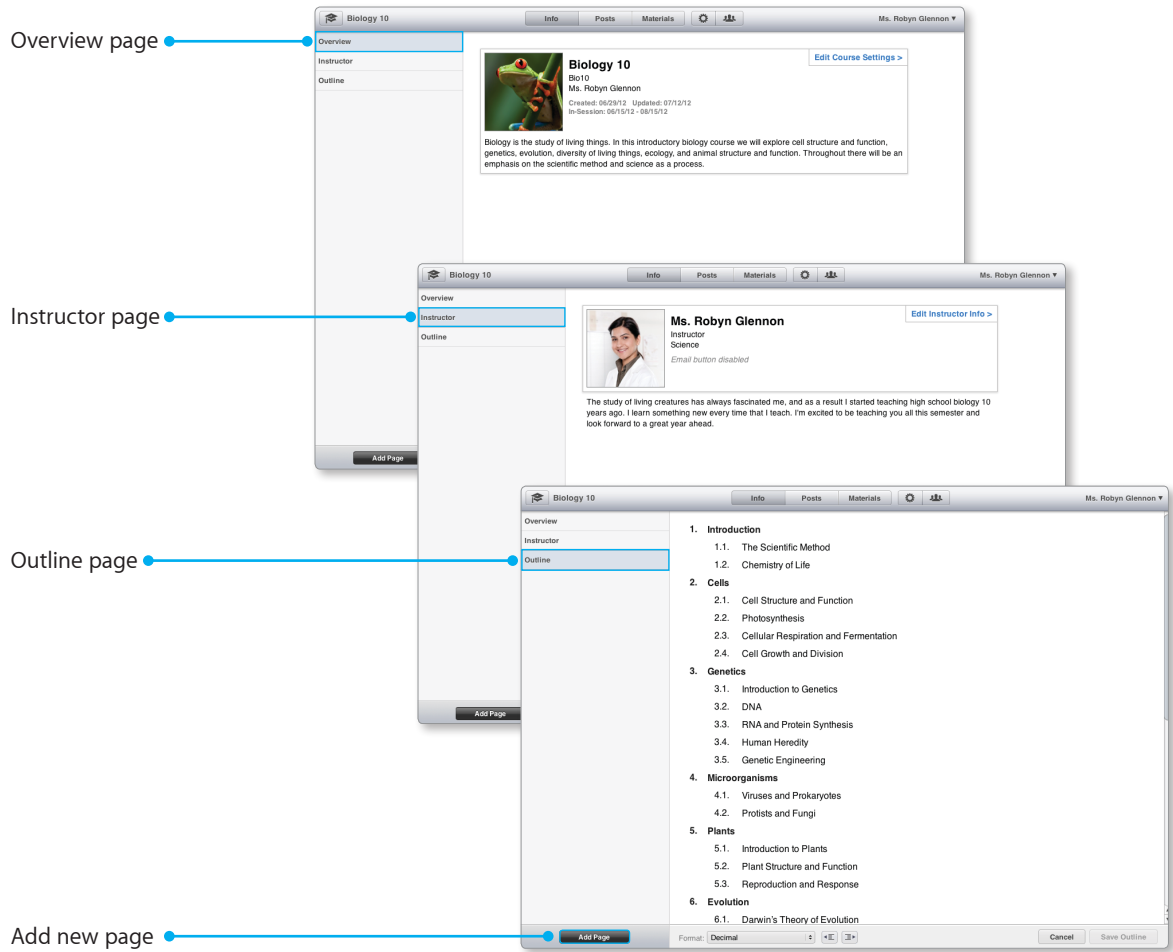 Biology 10
Info
Posts
Materials
Ms. Robyn Glennon ▼
Overview page
Overview
Instructor
Outline
Edit Course Settings >
Biology 10
Bio10
Ms. Robyn Glennon
Created: 06/29/12 Updated: 07/12/12
In-Session: 06/15/12 - 08/15/12
Biology is the study of living things. In this introductory biology course we will explore cell structure and function,
genetics, evolution, diversity of living things, ecology, and animal structure and function. Throughout there will be an
emphasis on the scientific method and science as a process.
Add Page
Biology 10
Info
Posts
Materials
Ms. Robyn Glennon ▼
Instructor page
Overview
Instructor
Outline
Edit Instructor Info >
Ms. Robyn Glennon
Instructor
Science
Email button disabled
The study of living creatures has always fascinated me, and as a result I started teaching high school biology 10
years ago. I learn something new every time that I teach. I'm excited to be teaching you all this semester and
look forward to a great year ahead.
Add Page
Biology 10
Info
Posts
Materials
Ms. Robyn Glennon ▼
Outline page
Overview
Instructor
Outline
1. Introduction
1.1. The Scientific Method
1.2. Chemistry of Life
2. Cells
2.1. Cell Structure and Function
2.2. Photosynthesis
2.3. Cellular Respiration and Fermentation
2.4. Cell Growth and Division
3. Genetics
3.1. Introduction to Genetics
3.2. DNA
3.3. RNA and Protein Synthesis
3.4. Human Heredity
3.5. Genetic Engineering
4. Microorganisms
4.1. Viruses and Prokaryotes
4.2. Protists and Fungi
5. Plants
5.1. Introduction to Plants
5.2. Plant Structure and Function
5.3. Reproduction and Response
6. Evolution
6.1. Darwin's Theory of Evolution
Add new page
Add Page
Format: Decimal
Cancel
Save Outline